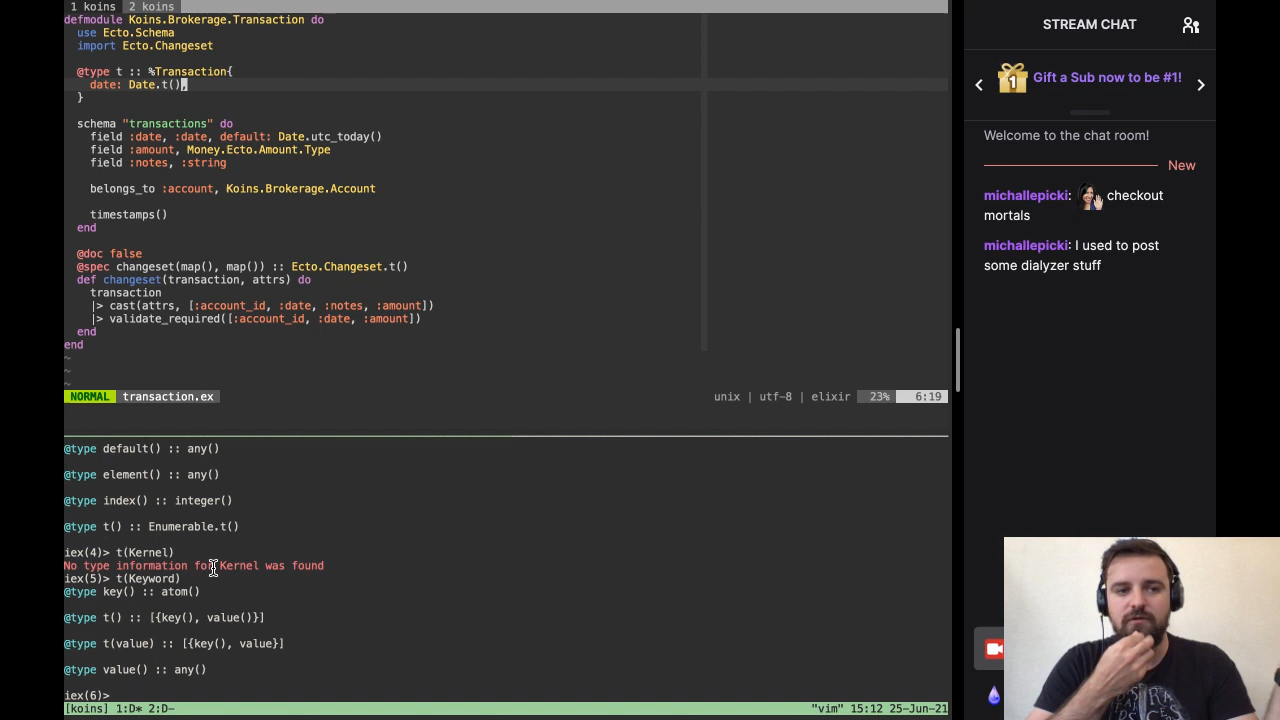 1 koins  2 koins
defmodule Koins.Brokerage.Transaction do
  use Ecto.Schema
  import Ecto.Changeset

  @type t :: %Transaction{
    date: Date.t(),
  }

  schema "transactions" do
    field :date, :date, default: Date.utc_today()
    field :amount, Money.Ecto.Amount.Type
    field :notes, :string

    belongs_to :account, Koins.Brokerage.Account

    timestamps()
  end

  @doc false
  @spec changeset(map(), map()) :: Ecto.Changeset.t()
  def changeset(transaction, attrs) do
    transaction
    |> cast(attrs, [:account_id, :date, :notes, :amount])
    |> validate_required([:account_id, :date, :amount])
  end
end
~
~
~
NORMAL  transaction.ex  unix | utf-8 | elixir  23%  6:19
@type default() :: any()

@type element() :: any()

@type index() :: integer()

@type t() :: Enumerable.t()

iex(4)> t(Kernel)
No type information for Kernel was found
iex(5)> t(Keyword)
@type key() :: atom()

@type t() :: [{key(), value()}]

@type t(value) :: [{key(), value}]

@type value() :: any()

iex(6)>
[koins] 1:D* 2:D-  "vim" 15:12 25-Jun-21
STREAM CHAT
1
Gift a Sub now to be #1!
Welcome to the chat room!
New
michallepicki: checkout
mortals
michallepicki: I used to post
some dialyzer stuff